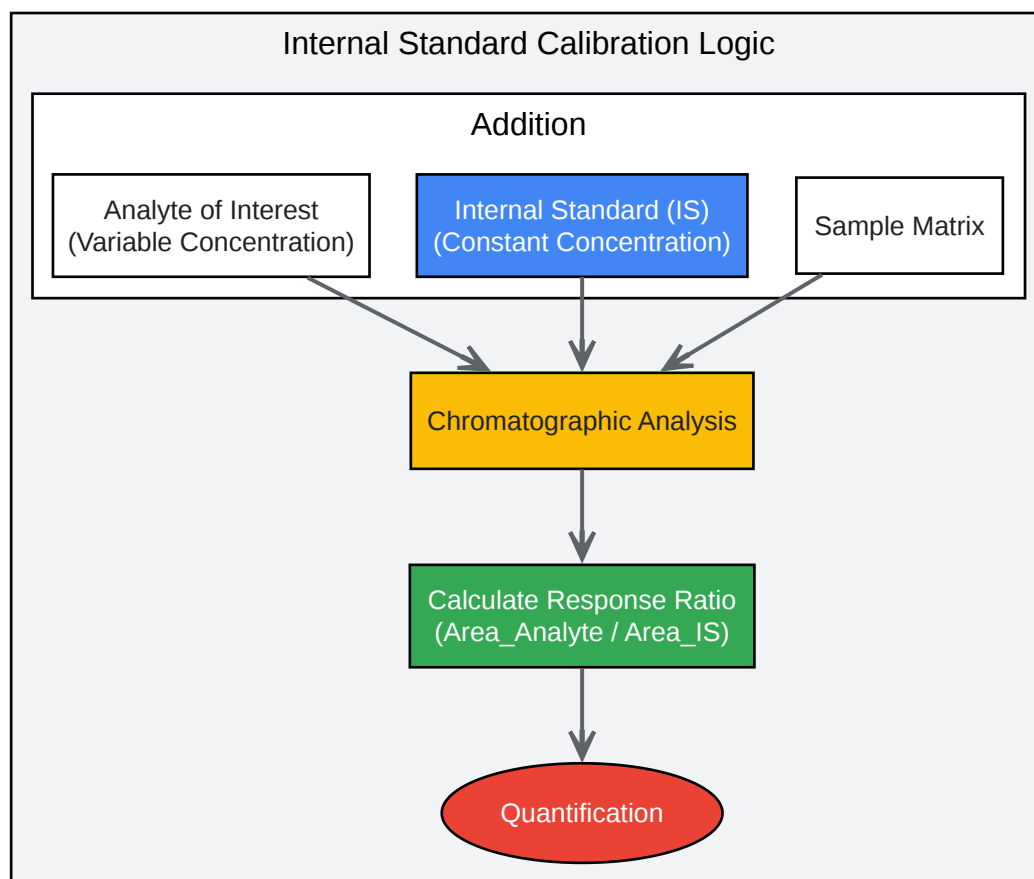 Internal Standard Calibration Logic
Addition
Analyte of Interest
(Variable Concentration)
Internal Standard (IS)
(Constant Concentration)
Sample Matrix
Chromatographic Analysis
Calculate Response Ratio
(Area_Analyte / Area_IS)
Quantification